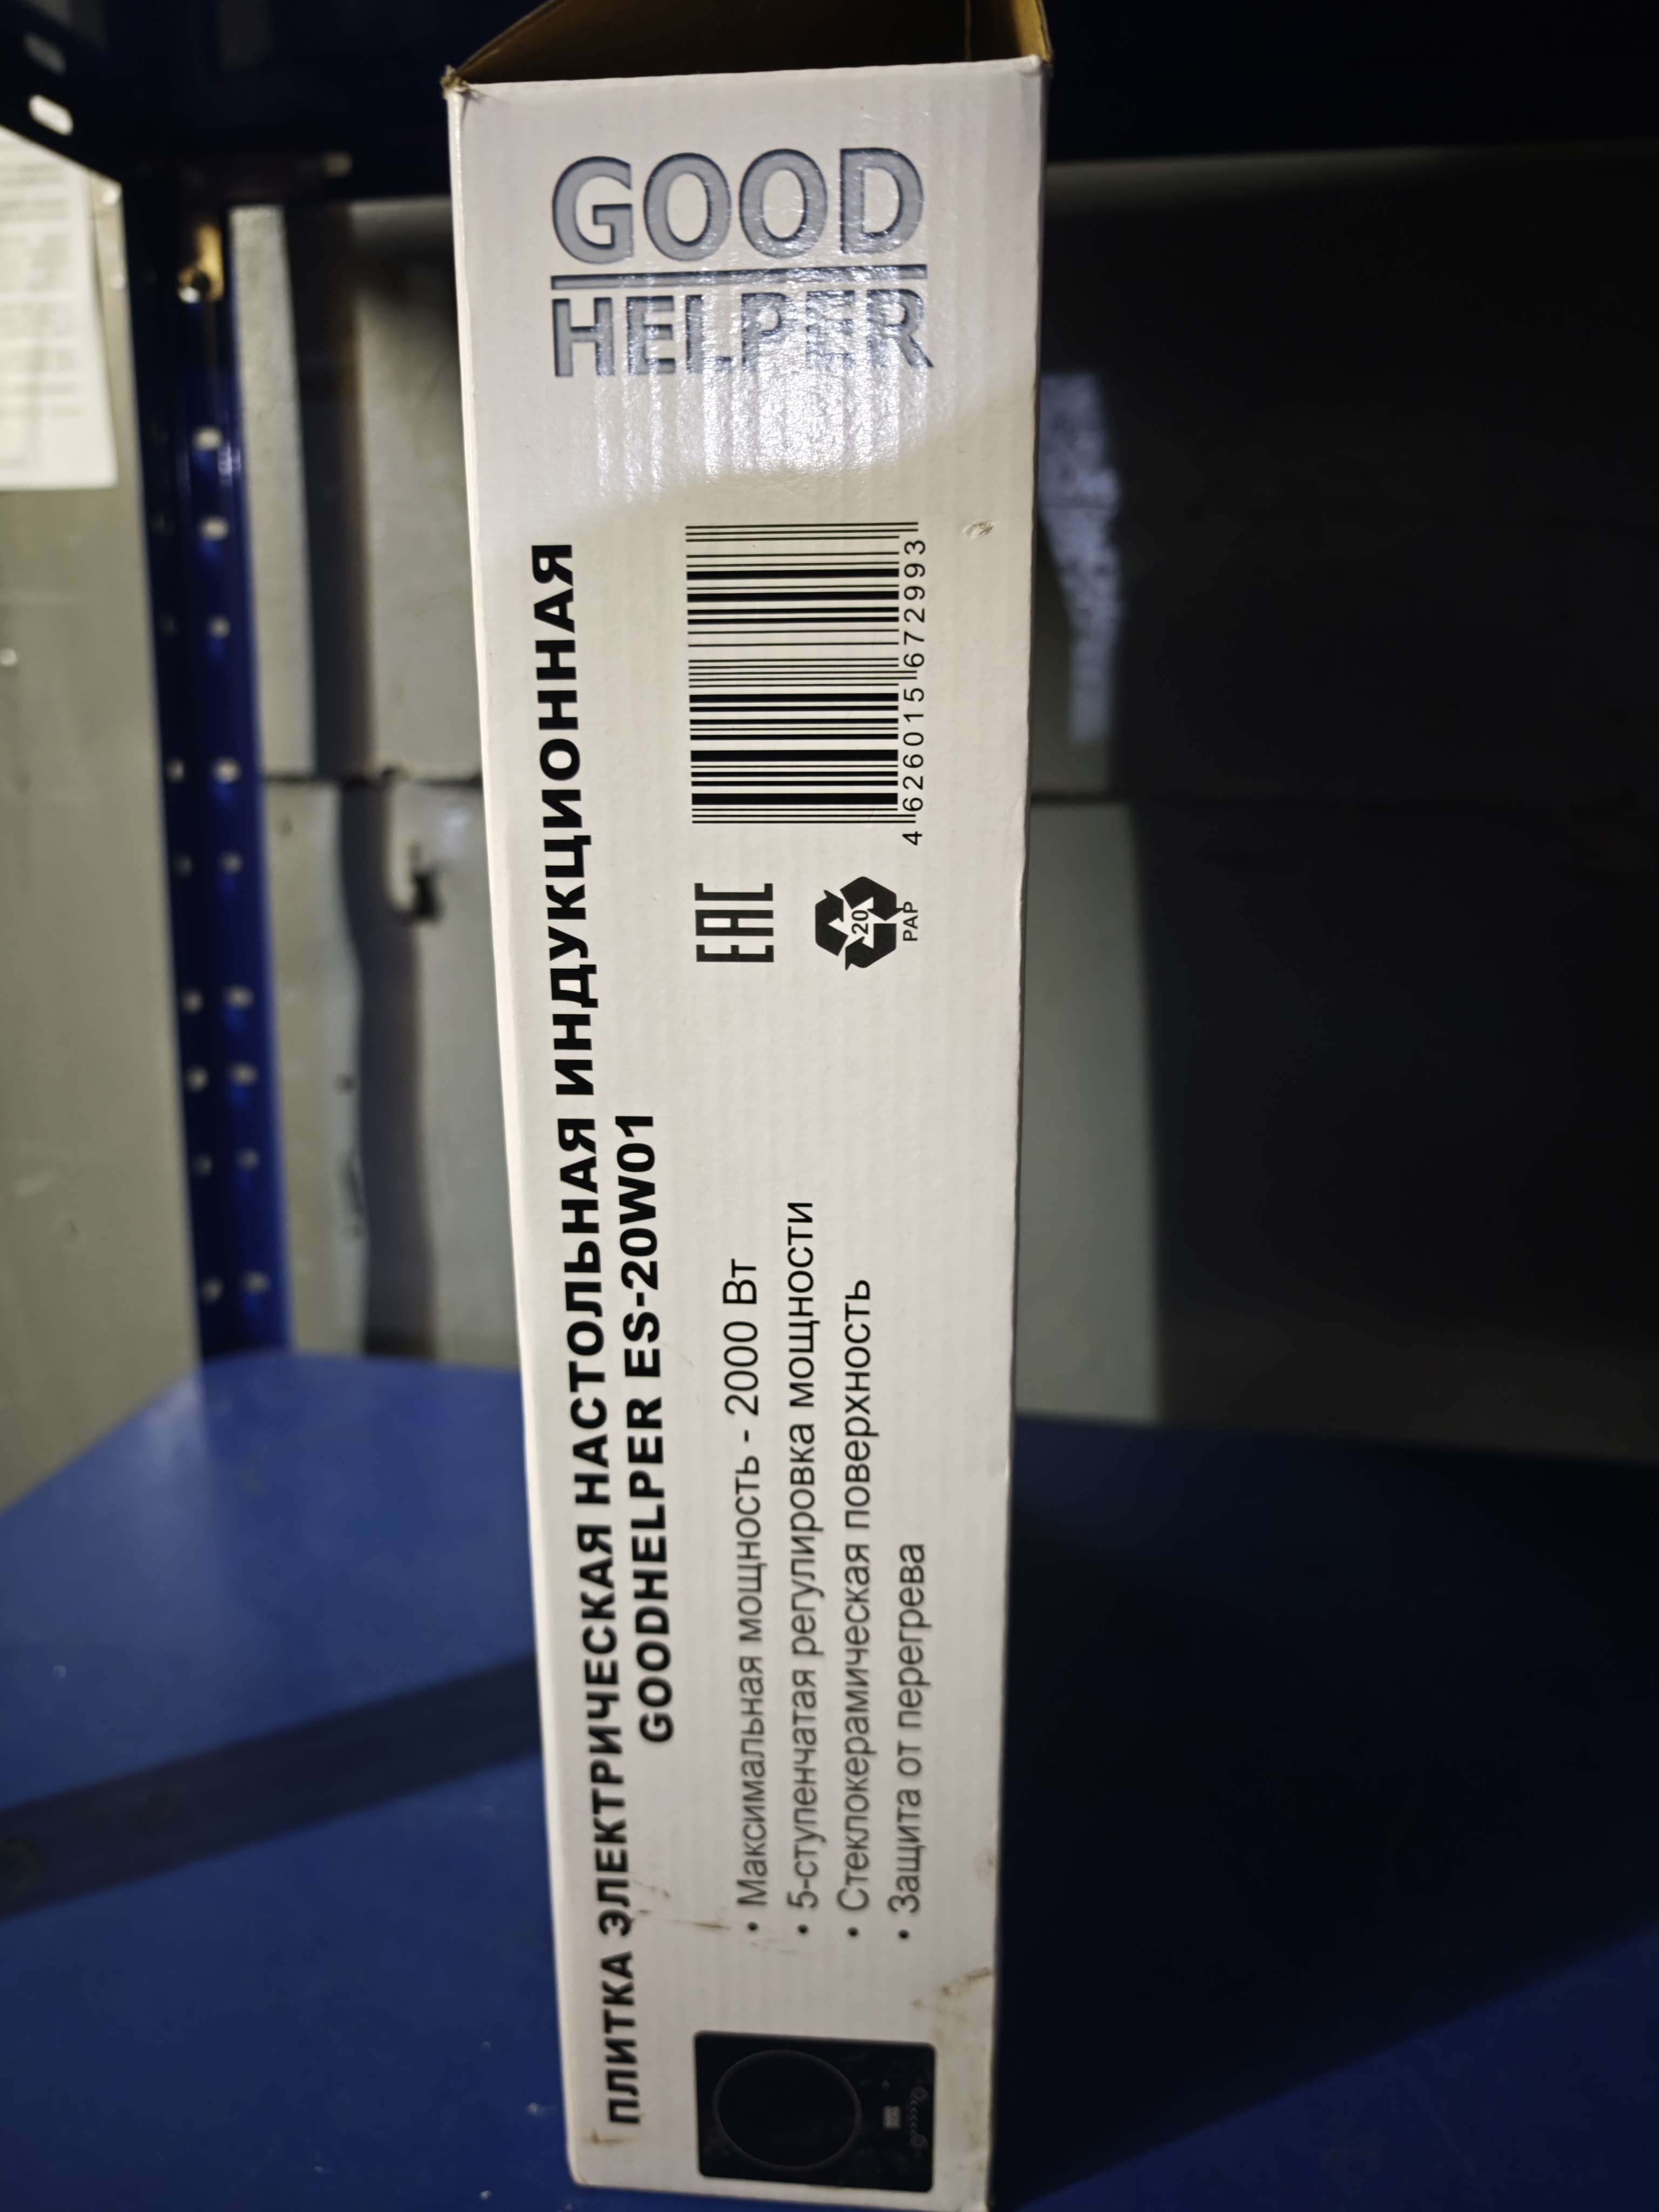 ПЛИТКА ЭЛЕКТРИЧЕСКАЯ НАСТОЛЬНАЯ ИНДУКЦИОННАЯ
GOODHELPER ES-20W01
• Максимальная мощность - 2000 Вт
• 5-ступенчатая регулировка мощности
• Стеклокерамическая поверхность
• Защита от перегрева
EAC
20
PAP
4 626015 672993
GOOD
HELPER